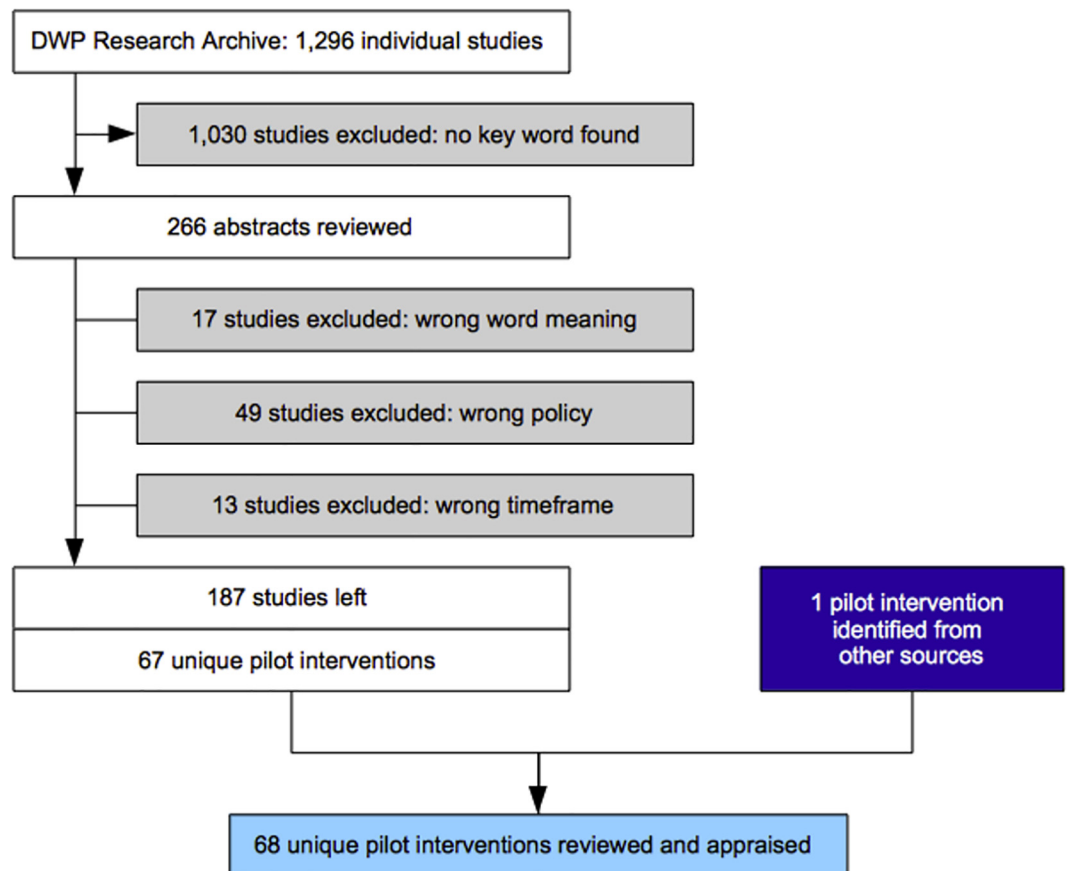 DWP Research Archive: 1,296 individual studies
1,030 studies excluded: no key word found
266 abstracts reviewed
17 studies excluded: wrong word meaning
49 studies excluded: wrong policy
13 studies excluded: wrong timeframe
187 studies left
67 unique pilot interventions
1 pilot intervention
identified from
other sources
68 unique pilot interventions reviewed and appraised